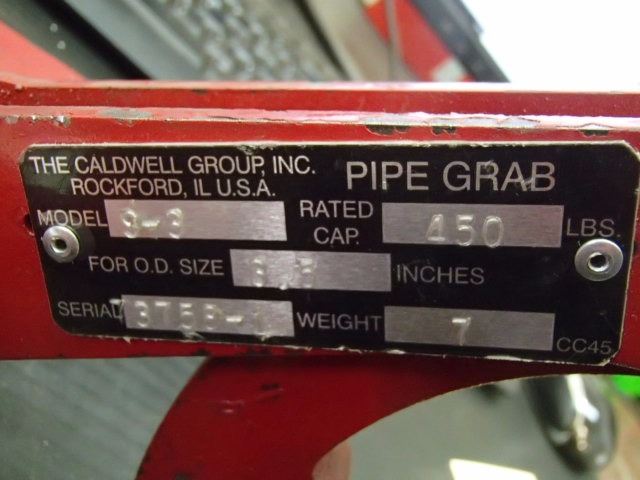 THE CALDWELL GROUP, INC.
ROCKFORD, IL U.S.A.
PIPE GRAB
MODEL
RATED CAP. 450 LBS.
FOR O.D. SIZE INCHES
SERIAL WEIGHT 7
CC45